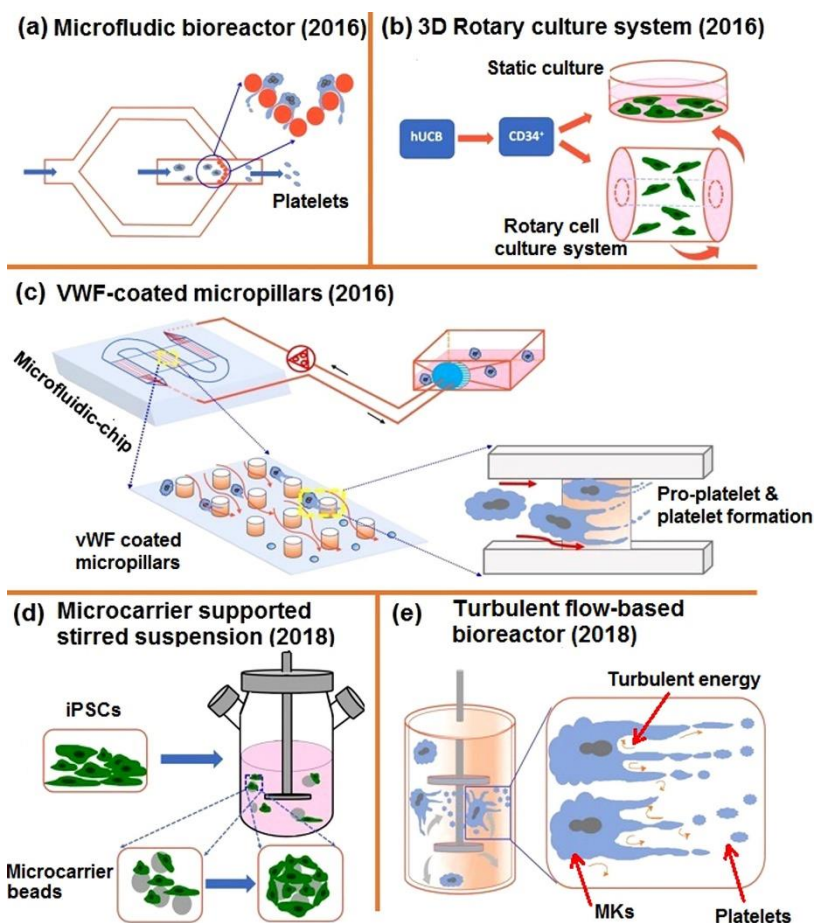 (a) Microfludic bioreactor (2016)
Platelets
(b) 3D Rotary culture system (2016)
Static culture
hUCB
CD34⁺
Rotary cell
culture system
(c) VWF-coated micropillars (2016)
Microfluidic-chip
vWF coated
micropillars
Pro-platelet &
platelet formation
(d) Microcarrier supported
stirred suspension (2018)
iPSCs
Microcarrier
beads
(e) Turbulent flow-based
bioreactor (2018)
Turbulent energy
MKs
Platelets